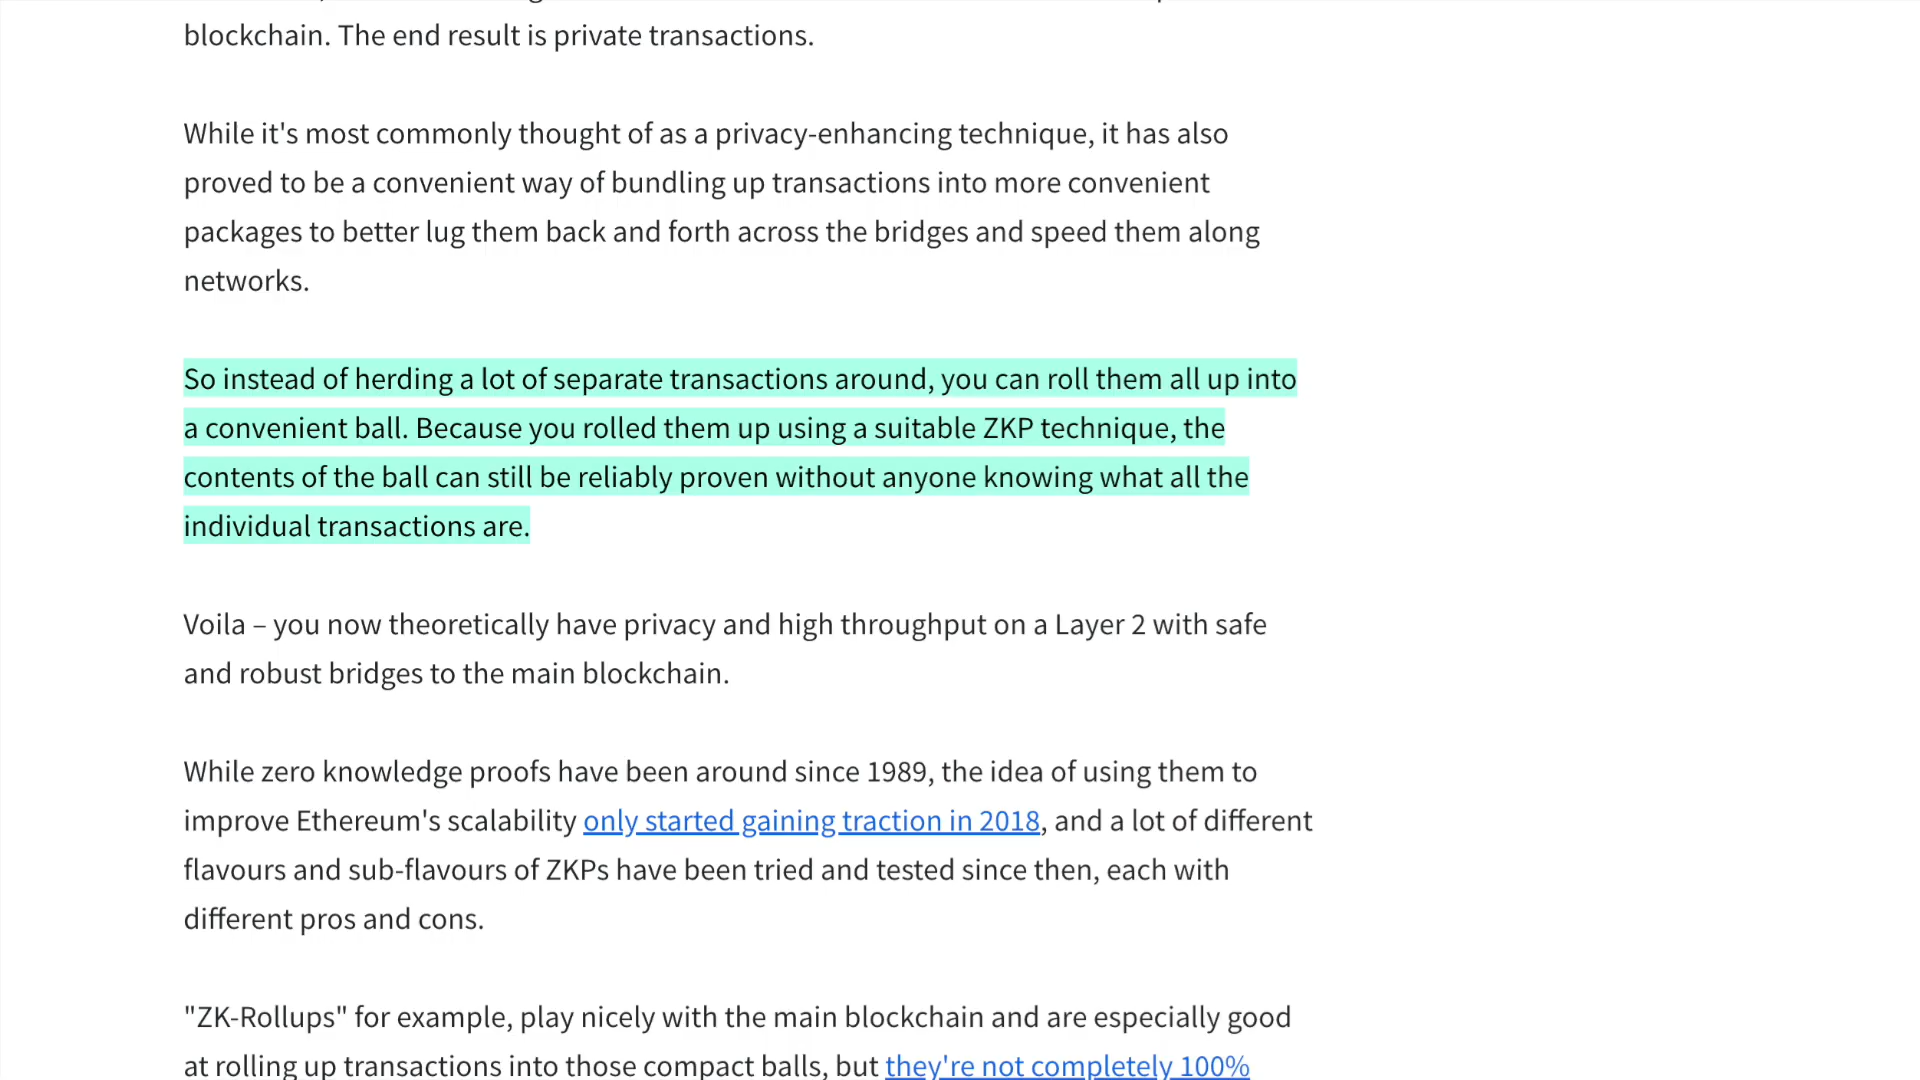 blockchain. The end result is private transactions.
While it's most commonly thought of as a privacy-enhancing technique, it has also
proved to be a convenient way of bundling up transactions into more convenient
packages to better lug them back and forth across the bridges and speed them along
networks.
So instead of herding a lot of separate transactions around, you can roll them all up into
a convenient ball. Because you rolled them up using a suitable ZKP technique, the
contents of the ball can still be reliably proven without anyone knowing what all the
individual transactions are.
Voila – you now theoretically have privacy and high throughput on a Layer 2 with safe
and robust bridges to the main blockchain.
While zero knowledge proofs have been around since 1989, the idea of using them to
improve Ethereum's scalability only started gaining traction in 2018, and a lot of different
flavours and sub-flavours of ZKPs have been tried and tested since then, each with
different pros and cons.
"ZK-Rollups" for example, play nicely with the main blockchain and are especially good
at rolling up transactions into those compact balls, but they're not completely 100%